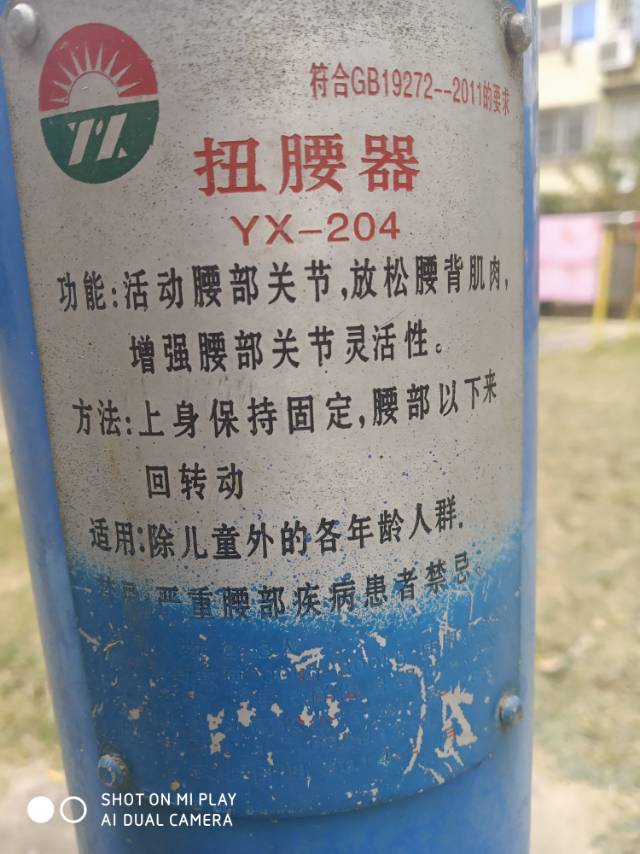 符合GB19272--2011的要求
扭腰器
YX-204
功能:活动腰部关节,放松腰背肌肉,
增强腰部关节灵活性。
方法:上身保持固定,腰部以下来
回转动
适用:除儿童外的各年龄人群.
严重腰部疾病患者禁忌.
SHOT ON MI PLAY
AI DUAL CAMERA